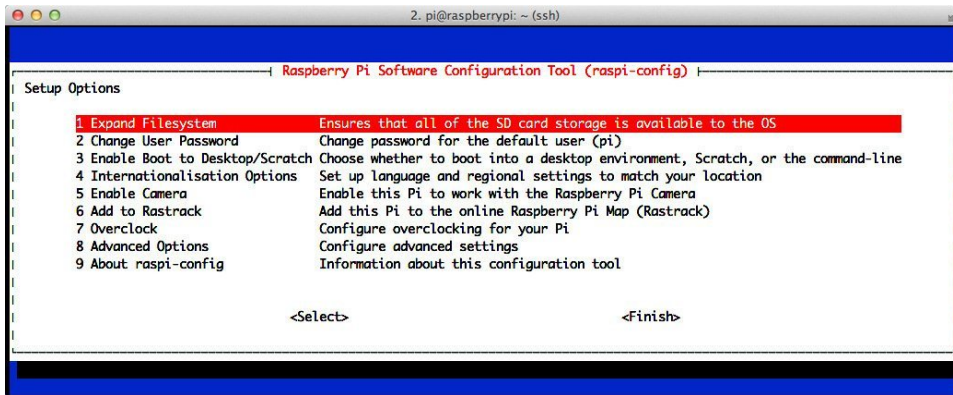 2. pi@raspberrypi: ~ (ssh)
Raspberry Pi Software Configuration Tool (raspi-config)
Setup Options
1 Expand Filesystem Ensures that all of the SD card storage is available to the OS
2 Change User Password Change password for the default user (pi)
3 Enable Boot to Desktop/Scratch Choose whether to boot into a desktop environment, Scratch, or the command-line
4 Internationalisation Options Set up language and regional settings to match your location
5 Enable Camera Enable this Pi to work with the Raspberry Pi Camera
6 Add to Rastrack Add this Pi to the online Raspberry Pi Map (Rastrack)
7 Overclock Configure overclocking for your Pi
8 Advanced Options Configure advanced settings
9 About raspi-config Information about this configuration tool
<Select> <Finish>